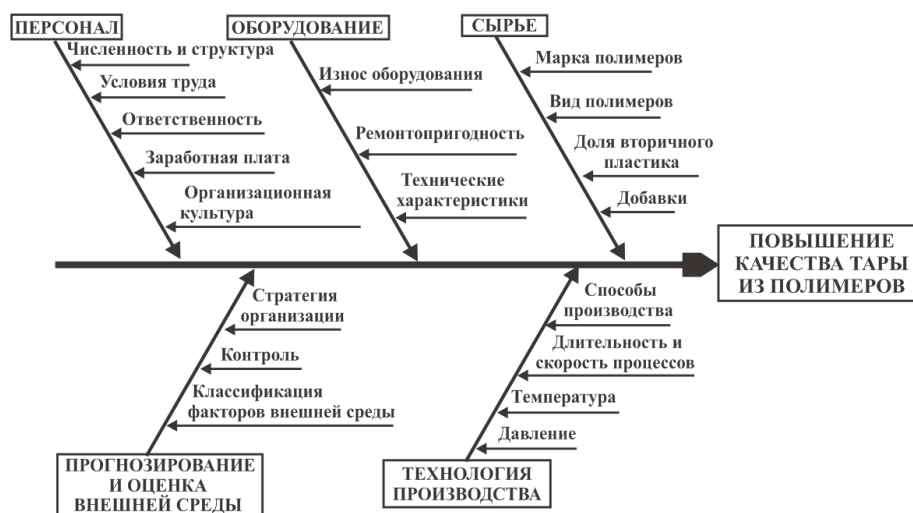 ПЕРСОНАЛ
Численность и структура
Условия труда
Ответственность
Заработная плата
Организационная
культура
ОБОРУДОВАНИЕ
Износ оборудования
Ремонтопригодность
Технические
характеристики
СЫРЬЕ
Марка полимеров
Вид полимеров
Доля вторичного
пластика
Добавки
ПОВЫШЕНИЕ
КАЧЕСТВА ТАРЫ
ИЗ ПОЛИМЕРОВ
Стратегия
организации
Контроль
Классификация
факторов внешней среды
ПРОГНОЗИРОВАНИЕ
И ОЦЕНКА
ВНЕШНЕЙ СРЕДЫ
Способы
производства
Длительность и
скорость процессов
Температура
Давление
ТЕХНОЛОГИЯ
ПРОИЗВОДСТВА